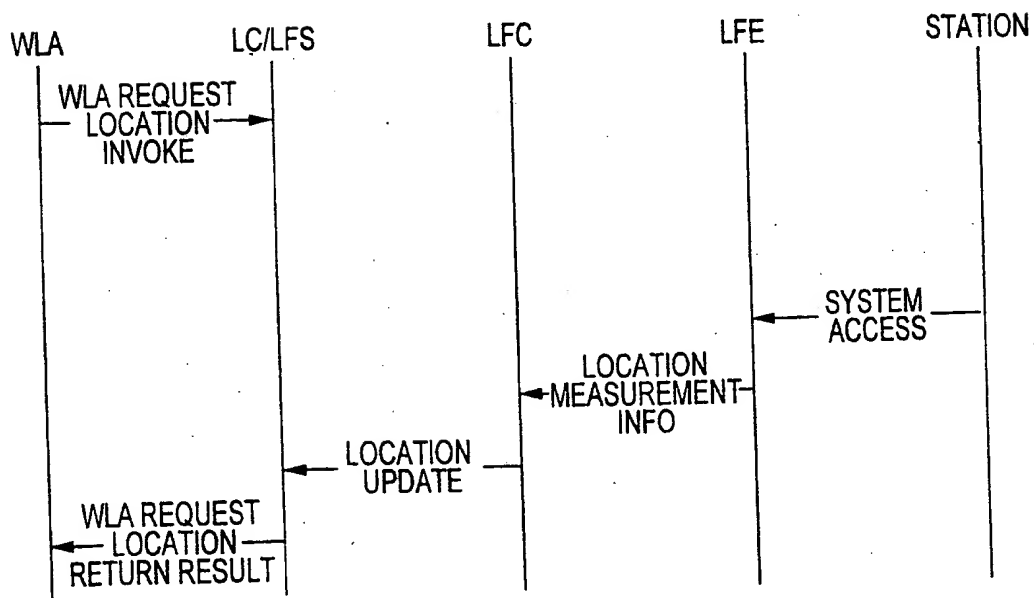 WLA
LC/LFS
LFC
LFE
STATION
WLA REQUEST
LOCATION
INVOKE
SYSTEM
ACCESS
LOCATION
MEASUREMENT
INFO
LOCATION
UPDATE
WLA REQUEST
LOCATION
RETURN RESULT